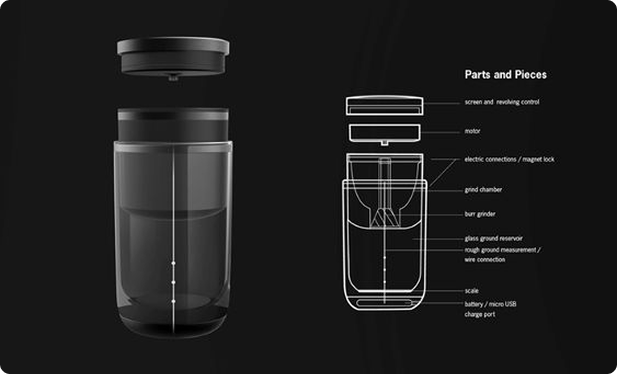 Parts and Pieces
screen and revolving control
motor
electric connections / magnet lock
grind chamber
burr grinder
glass ground reservoir
rough ground measurement /
wire connection
scale
battery / micro USB
charge port